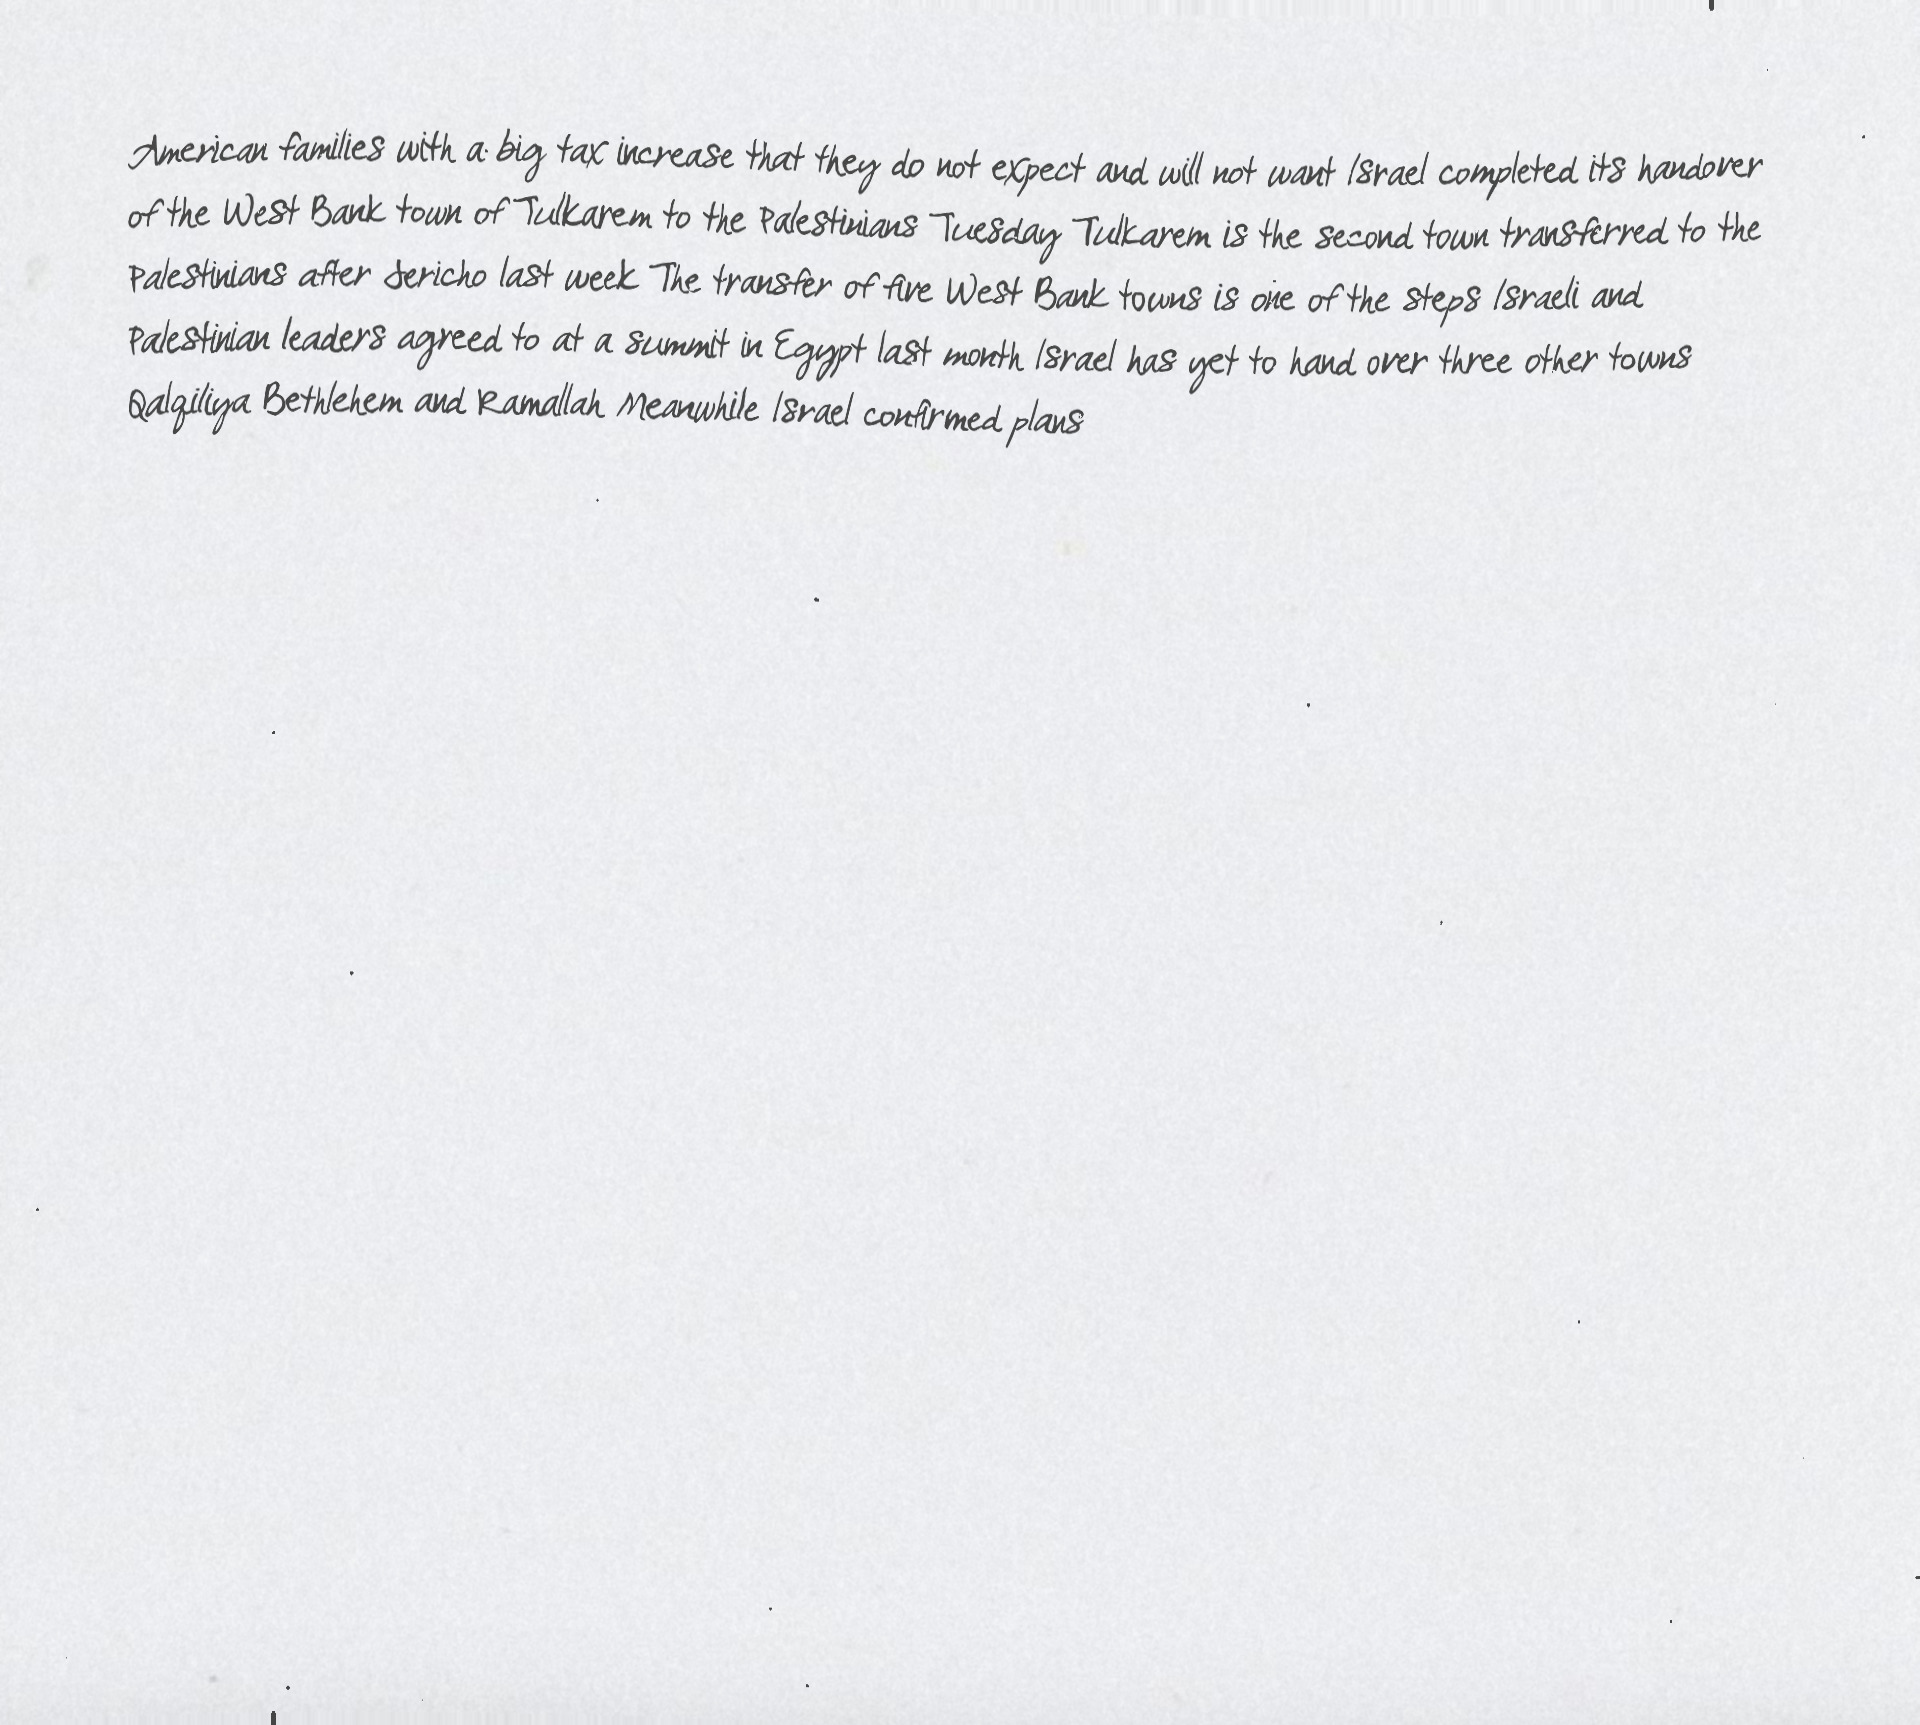 American families with a big tax increase that they do not expect and will not want Israel completed its handover
of the West Bank town of Tulkarem to the Palestinians Tuesday Tulkarem is the second town transferred to the
Palestinians after Jericho last week The transfer of five West Bank towns is one of the steps Israeli and
Palestinian leaders agreed to at a summit in Egypt last month Israel has yet to hand over three other towns
Qalqiliya Bethlehem and Ramallah Meanwhile Israel confirmed plans